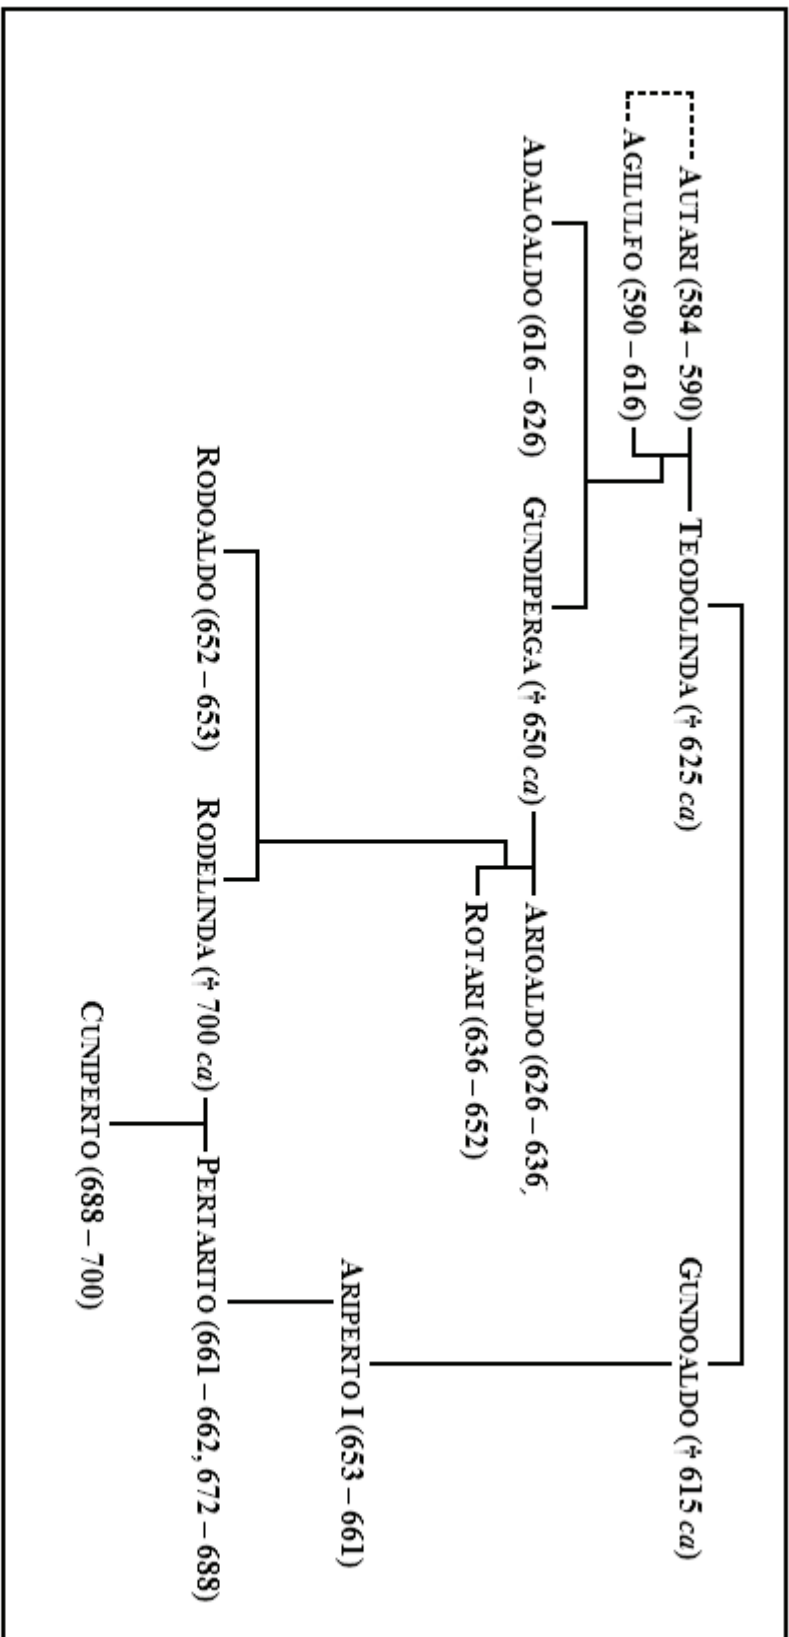 AUTARI (584 – 590)
TEODOLINDA († 625 ca)
GUNDOALDO († 615 ca)
AGILULFO (590 – 616)
ADALOALDO (616 – 626)
GUNDIPERGA († 650 ca)
ARIOALDO (626 – 636,
ROTARI (636 – 652)
ARIPERTO I (653 – 661)
RODOALDO (652 – 653)
RODELINDA († 700 ca)
PERTARITO (661 – 662, 672 – 688)
CUNIPERTO (688 – 700)